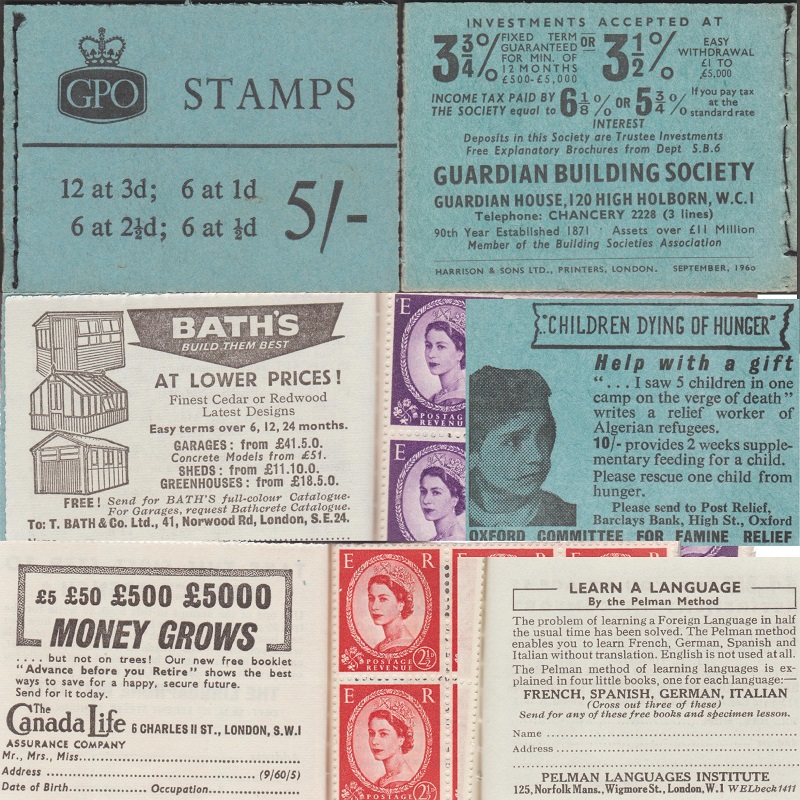 GPO
STAMPS
12 at 3d; 6 at 1d
6 at 2½d; 6 at ½d
5/-
INVESTMENTS ACCEPTED AT
3¾% FIXED TERM GUARANTEED FOR MIN. OF 12 MONTHS £500-£5,000 OR 3½% EASY WITHDRAWAL £1 TO £5,000
INCOME TAX PAID BY THE SOCIETY equal to 6⅛% OR 5¾% If you pay tax at the standard rate
INTEREST
Deposits in this Society are Trustee Investments
Free Explanatory Brochures from Dept S.B.6
GUARDIAN BUILDING SOCIETY
GUARDIAN HOUSE, 120 HIGH HOLBORN, W.C.1
Telephone: CHANCERY 2228 (3 lines)
90th Year Established 1871 Assets over £11 Million
Member of the Building Societies Association
HARRISON & SONS LTD., PRINTERS, LONDON. SEPTEMBER, 1960
BATH'S
BUILD THEM BEST
AT LOWER PRICES!
Finest Cedar or Redwood
Latest Designs
Easy terms over 6, 12, 24 months.
GARAGES: from £41.5.0.
Concrete Models from £51.
SHEDS: from £11.10.0.
GREENHOUSES: from £18.5.0.
FREE! Send for BATH'S full-colour Catalogue.
For Garages, request Bathcrete Catalogue.
To: T. BATH & Co. Ltd., 41, Norwood Rd, London, S.E.24.
E
POSTAGE
REVENUE
E
"CHILDREN DYING OF HUNGER"
Help with a gift
"... I saw 5 children in one
camp on the verge of death"
writes a relief worker of
Algerian refugees.
10/- provides 2 weeks supple-
mentary feeding for a child.
Please rescue one child from
hunger.
Please send to Post Relief,
Barclays Bank, High St., Oxford
OXFORD COMMITTEE FOR FAMINE RELIEF
£5 £50 £500 £5000
MONEY GROWS
.... but not on trees! Our new free booklet
"Advance before you Retire" shows the best
ways to save for a happy, secure future.
Send for it today.
The
Canada Life 6 CHARLES II ST., LONDON, S.W.1
ASSURANCE COMPANY
Mr., Mrs., Miss
Address (9/60/5)
Date of Birth Occupation
E R
POSTAGE
REVENUE 2½D
E R
POSTAGE
REVENUE 2½D
LEARN A LANGUAGE
By the Pelman Method
The problem of learning a Foreign Language in half
the usual time has been solved. The Pelman method
enables you to learn French, German, Spanish and
Italian without translation. English is not used at all.
The Pelman method of learning languages is ex-
plained in four little books, one for each language:—
FRENCH, SPANISH, GERMAN, ITALIAN
(Cross out three of these)
Send for any of these free books and specimen lesson.
Name
Address
PELMAN LANGUAGES INSTITUTE
125, Norfolk Mans., Wigmore St., London, W.1 WELbeck 1411